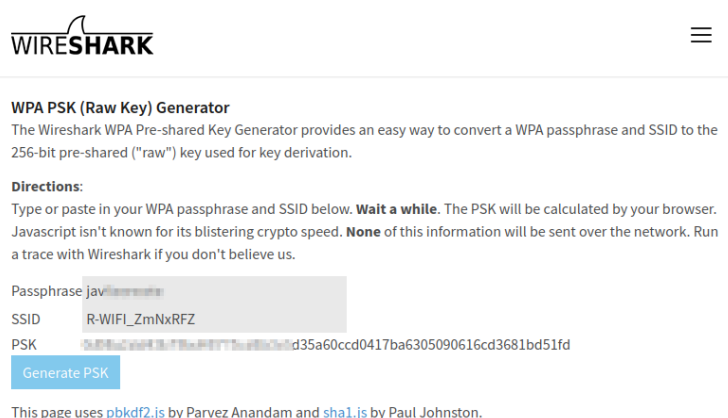 WIRESHARK
WPA PSK (Raw Key) Generator
The Wireshark WPA Pre-shared Key Generator provides an easy way to convert a WPA passphrase and SSID to the
256-bit pre-shared ("raw") key used for key derivation.
Directions:
Type or paste in your WPA passphrase and SSID below. Wait a while. The PSK will be calculated by your browser.
Javascript isn't known for its blistering crypto speed. None of this information will be sent over the network. Run
a trace with Wireshark if you don't believe us.
Passphrase jav
SSID R-WIFI_ZmNxRFZ
PSK d35a60ccd0417ba6305090616cd3681bd51fd
Generate PSK
This page uses pbkdf2.js by Parvez Anandam and sha1.js by Paul Johnston.